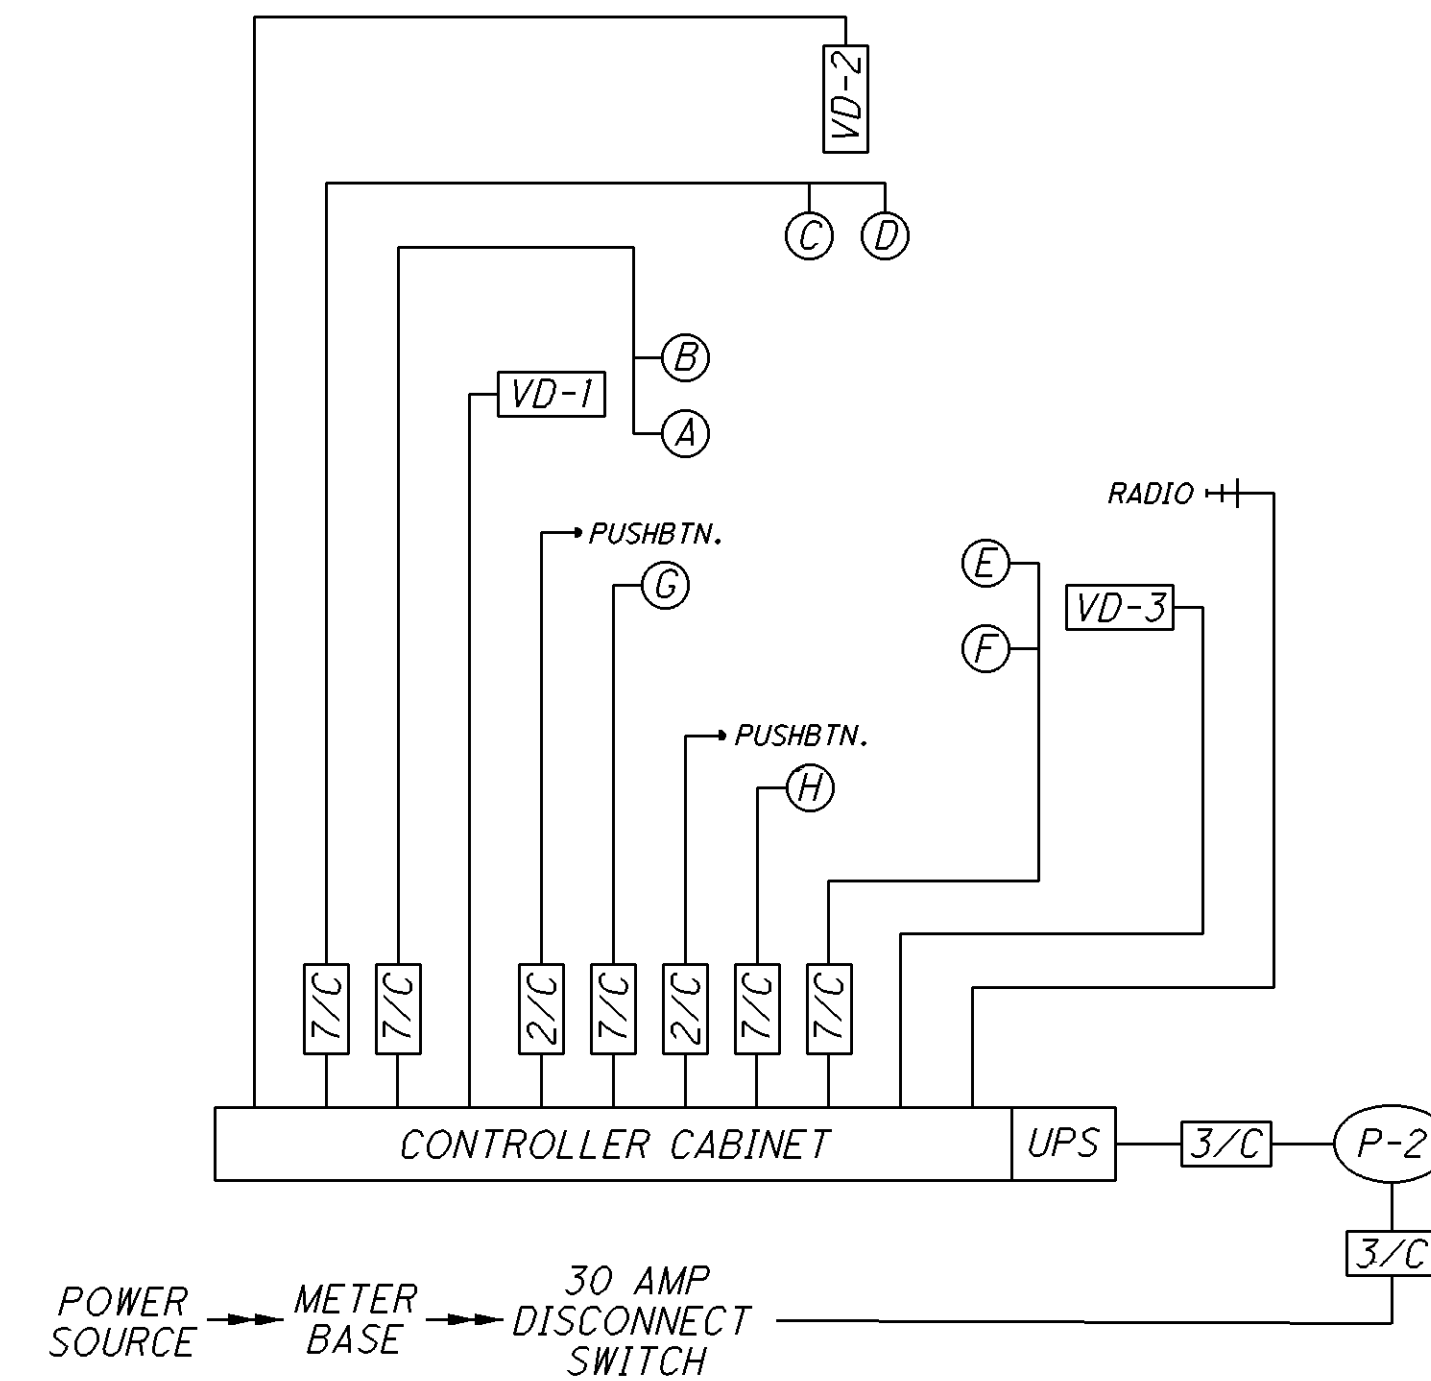 VD-2
C
D
B
VD-1
A
RADIO
PUSHBTN.
E
G
VD-3
F
PUSHBTN.
H
7/C
7/C
2/C
7/C
2/C
7/C
7/C
CONTROLLER CABINET
UPS
3/C
P-2
3/C
POWER
SOURCE
METER
BASE
30 AMP
DISCONNECT
SWITCH